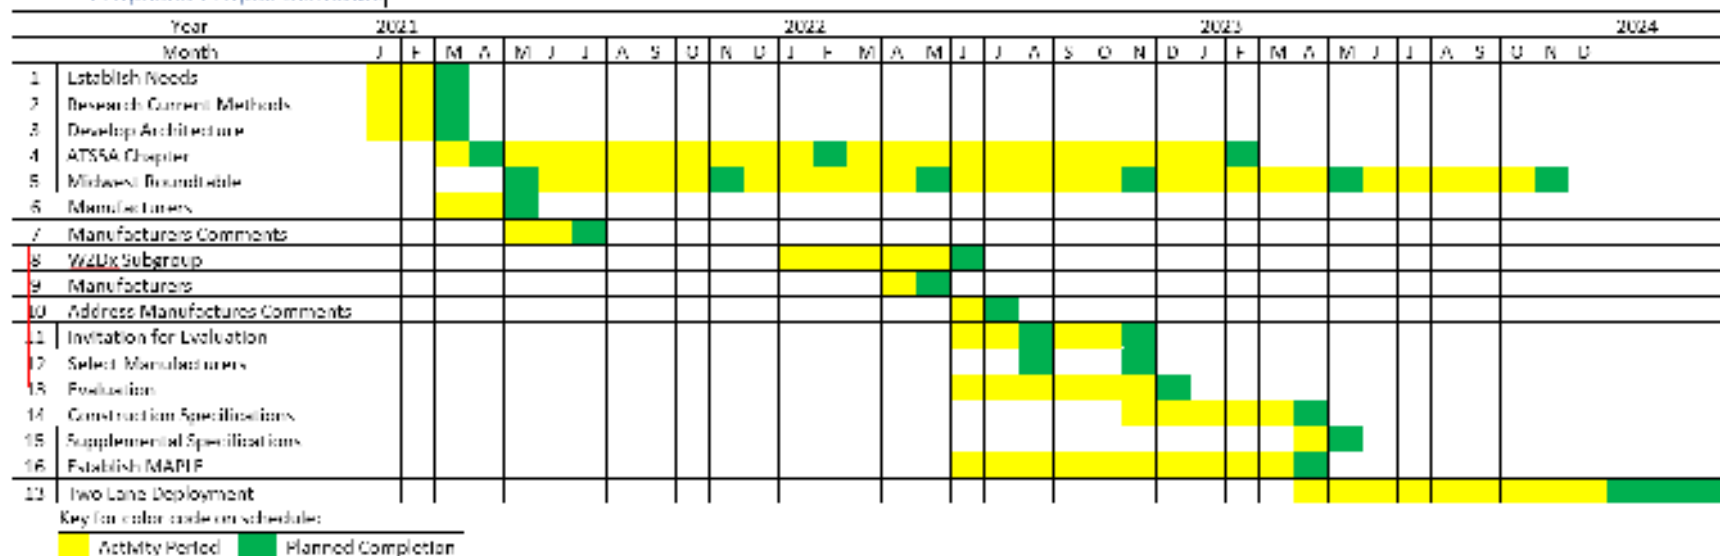 Year 2021 2022 2023 2024
Month J F M A M J J A S O N D J F M A M J J A S O N D J F M A M J J A S O N D
1 Establish Needs
2 Research Current Methods
3 Develop Architecture
4 ATSSA Chapter
5 Midwest Roundtable
6 Manufacturers
7 Manufacturers Comments
8 WZDx Subgroup
9 Manufacturers
10 Address Manufactures Comments
11 Invitation for Evaluation
12 Select Manufacturers
13 Evaluation
14 Construction Specifications
15 Supplemental Specifications
16 Establish MAPLE
13 Two Lane Deployment
Key for color code on schedule:
Activity Period Planned Completion